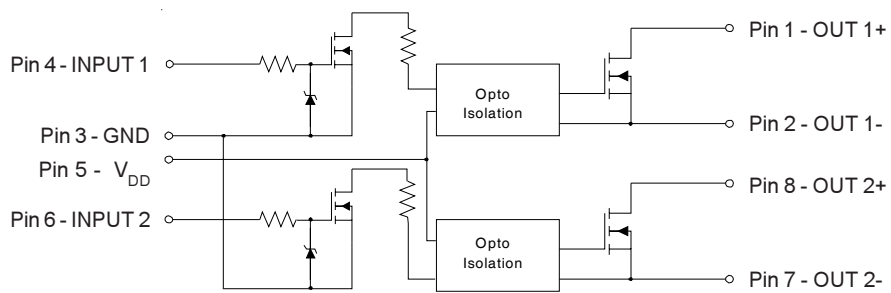 Pin 4 - INPUT 1
Pin 3 - GND
Pin 5 - VDD
Pin 6 - INPUT 2
Opto
Isolation
Opto
Isolation
Pin 1 - OUT 1+
Pin 2 - OUT 1-
Pin 8 - OUT 2+
Pin 7 - OUT 2-